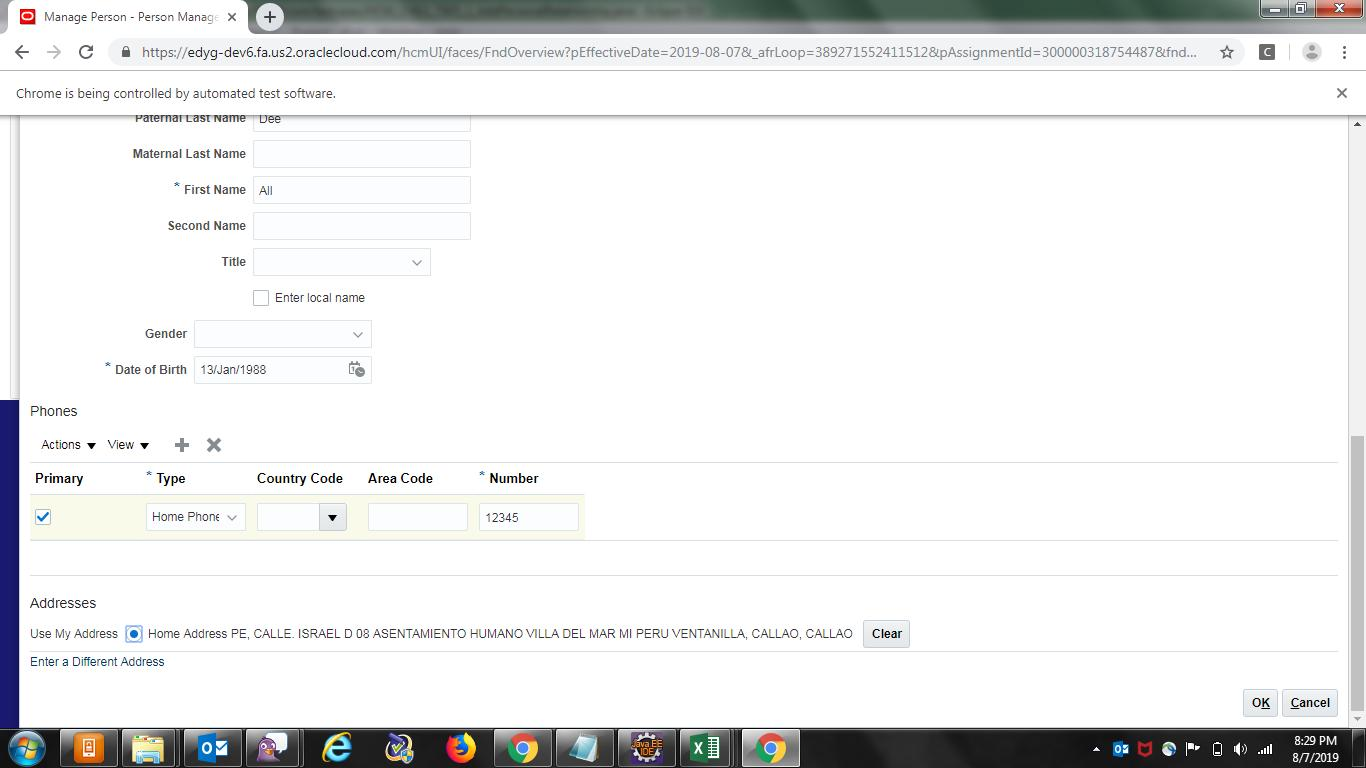 Manage Person - Person Manage
https://edyg-dev6.fa.us2.oraclecloud.com/hcmUI/faces/FndOverview?pEffectiveDate=2019-08-07&_afrLoop=389271552411512&pAssignmentId=300000318754487&fnd...
C
Chrome is being controlled by automated test software.
Paternal Last Name Dee
Maternal Last Name
* First Name All
Second Name
Title
Enter local name
Gender
* Date of Birth 13/Jan/1988
Phones
Actions View
Primary * Type Country Code Area Code * Number
Home Phone 12345
Addresses
Use My Address Home Address PE, CALLE. ISRAEL D 08 ASENTAMIENTO HUMANO VILLA DEL MAR MI PERU VENTANILLA, CALLAO, CALLAO Clear
Enter a Different Address
OK Cancel
Java EE
IDE
8:29 PM
8/7/2019